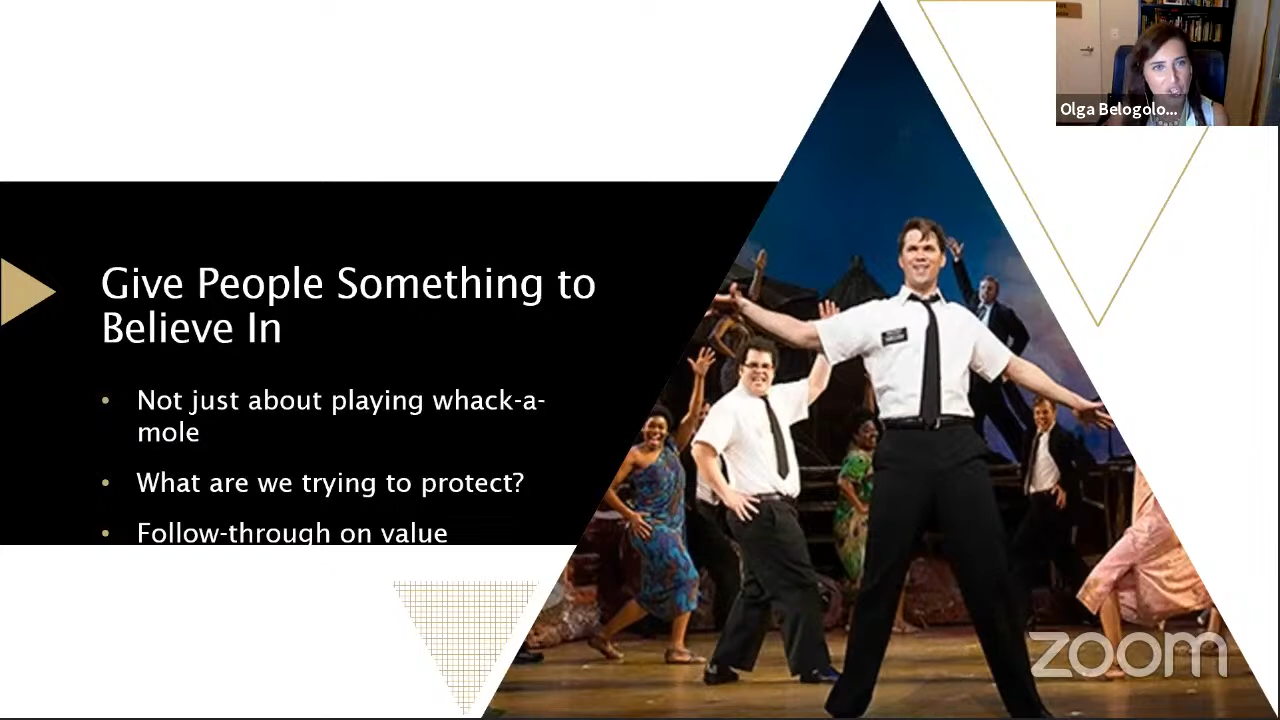 Olga Belogolo...
Give People Something to
Believe In
• Not just about playing whack-a-
mole
• What are we trying to protect?
• Follow-through on value
zoom